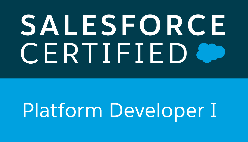 SALESFORCE
CERTIFIED
Platform Developer I